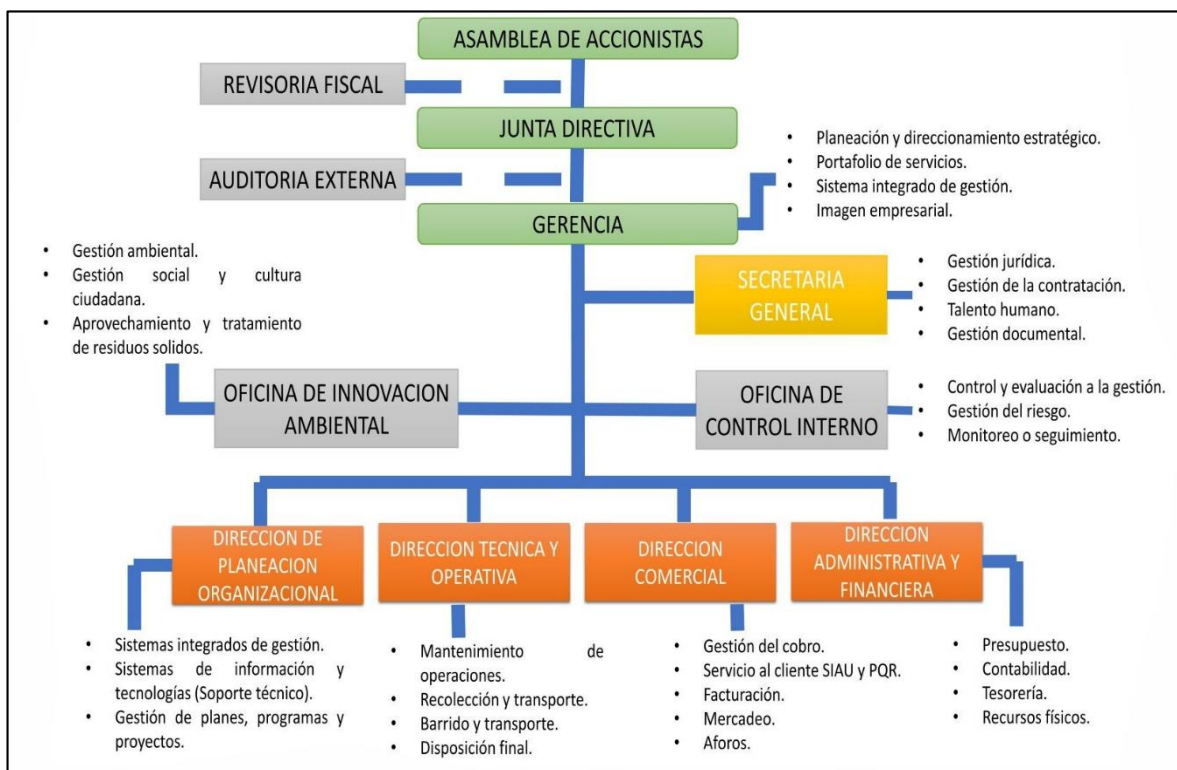 ASAMBLEA DE ACCIONISTAS
REVISORIA FISCAL
JUNTA DIRECTIVA
AUDITORIA EXTERNA
GERENCIA
• Planeación y direccionamiento estratégico.
• Portafolio de servicios.
• Sistema integrado de gestión.
• Imagen empresarial.
SECRETARIA
GENERAL
• Gestión jurídica.
• Gestión de la contratación.
• Talento humano.
• Gestión documental.
• Gestión ambiental.
• Gestión social y cultura
ciudadana.
• Aprovechamiento y tratamiento
de residuos solidos.
OFICINA DE INNOVACION
AMBIENTAL
OFICINA DE
CONTROL INTERNO
• Control y evaluación a la gestión.
• Gestión del riesgo.
• Monitoreo o seguimiento.
DIRECCION DE
PLANEACION
ORGANIZACIONAL
• Sistemas integrados de gestión.
• Sistemas de información y
tecnologías (Soporte técnico).
• Gestión de planes, programas y
proyectos.
DIRECCION TECNICA Y
OPERATIVA
• Mantenimiento de
operaciones.
• Recolección y transporte.
• Barrido y transporte.
• Disposición final.
DIRECCION
COMERCIAL
• Gestión del cobro.
• Servicio al cliente SIAU y PQR.
• Facturación.
• Mercadeo.
• Aforos.
DIRECCION
ADMINISTRATIVA Y
FINANCIERA
• Presupuesto.
• Contabilidad.
• Tesorería.
• Recursos físicos.